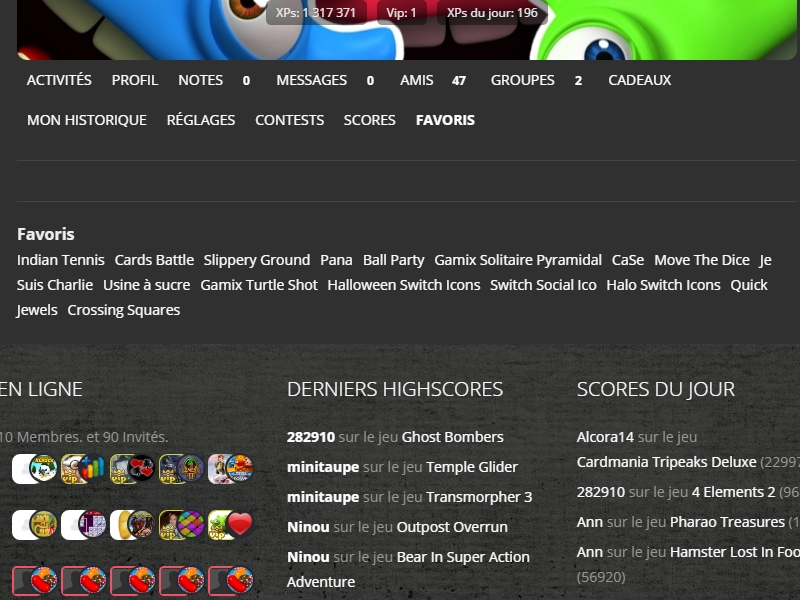 XPs: 1 317 371 Vip: 1 XPs du jour: 196
ACTIVITÉS PROFIL NOTES 0 MESSAGES 0 AMIS 47 GROUPES 2 CADEAUX
MON HISTORIQUE RÉGLAGES CONTESTS SCORES FAVORIS
Favoris
Indian Tennis Cards Battle Slippery Ground Pana Ball Party Gamix Solitaire Pyramidal CaSe Move The Dice Je
Suis Charlie Usine à sucre Gamix Turtle Shot Halloween Switch Icons Switch Social Ico Halo Switch Icons Quick
Jewels Crossing Squares
EN LIGNE
10 Membres. et 90 Invités.
DERNIERS HIGHSCORES
282910 sur le jeu Ghost Bombers
minitaupe sur le jeu Temple Glider
minitaupe sur le jeu Transmorpher 3
Ninou sur le jeu Outpost Overrun
Ninou sur le jeu Bear In Super Action
Adventure
SCORES DU JOUR
Alcora14 sur le jeu
Cardmania Tripeaks Deluxe (22997
282910 sur le jeu 4 Elements 2 (96
Ann sur le jeu Pharao Treasures (1
Ann sur le jeu Hamster Lost In Foo
(56920)